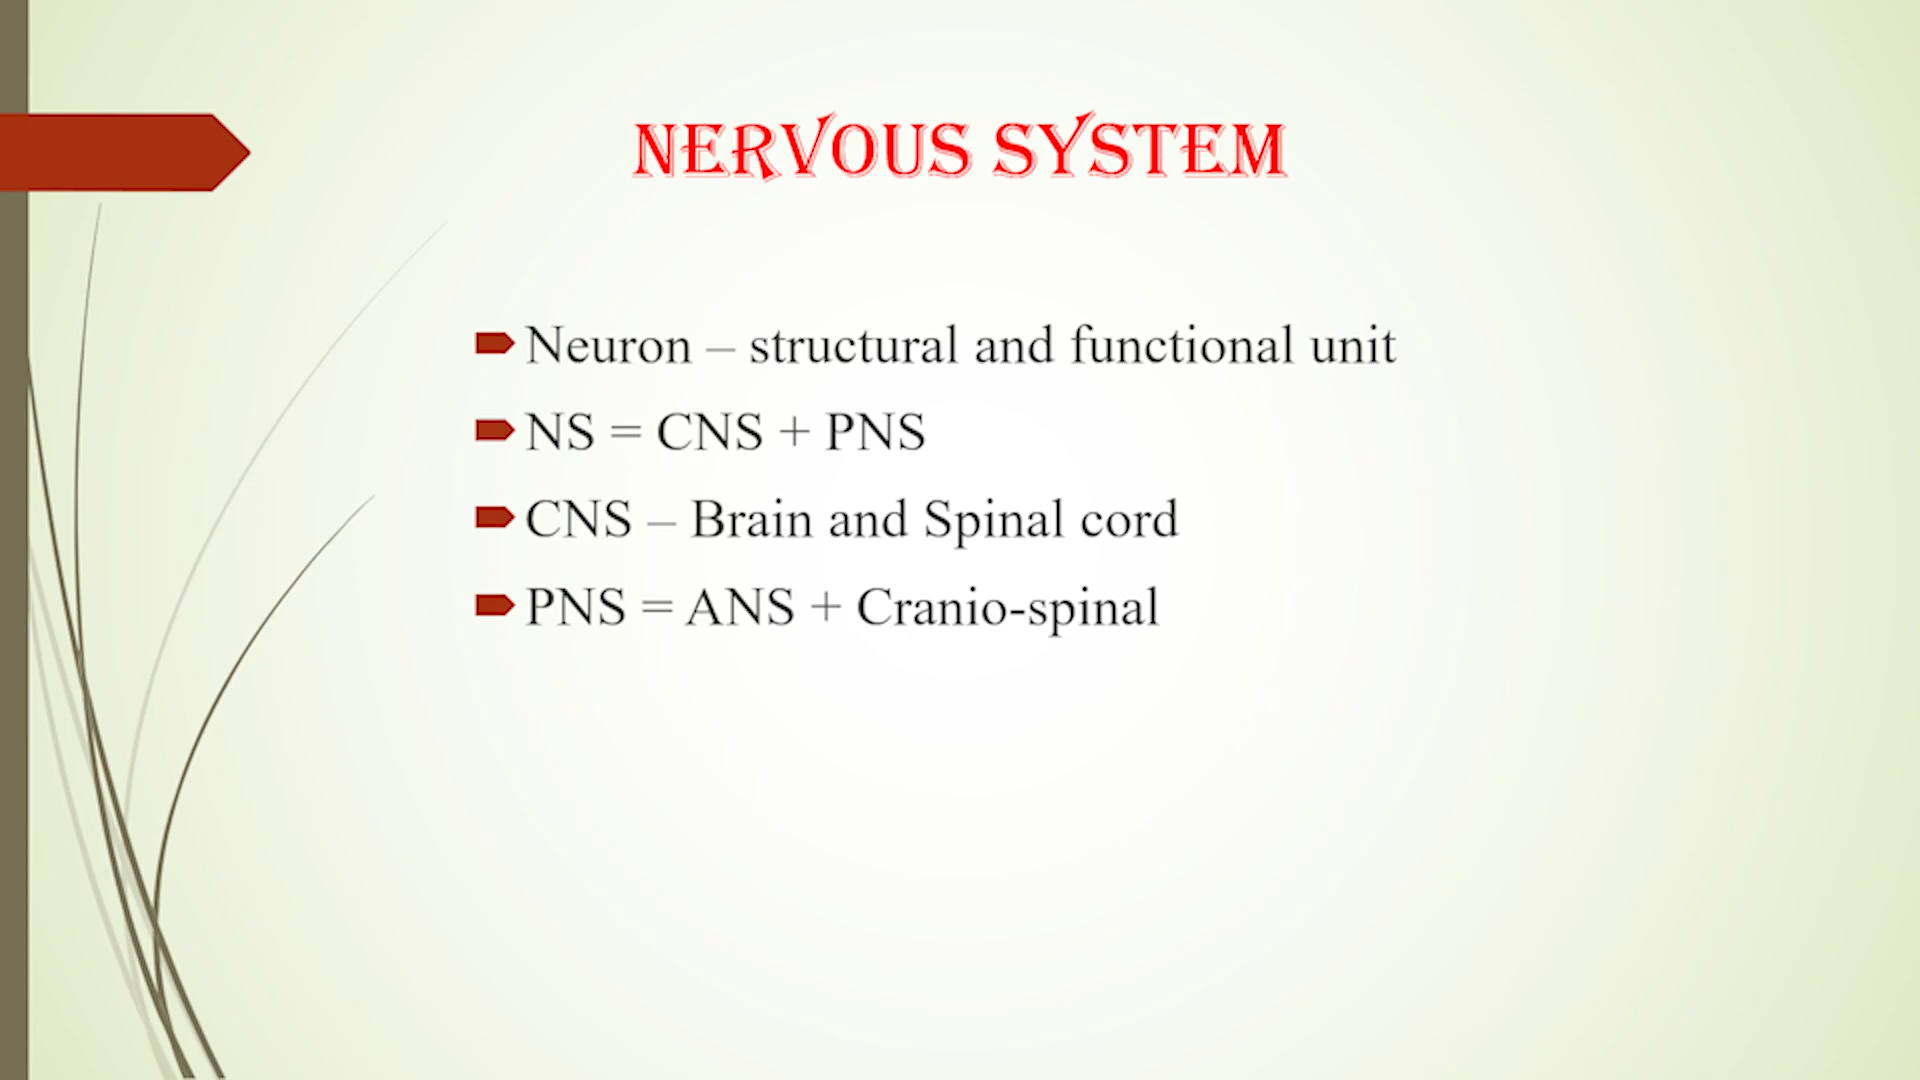 NERVOUS SYSTEM
Neuron – structural and functional unit
NS = CNS + PNS
CNS – Brain and Spinal cord
PNS = ANS + Cranio-spinal